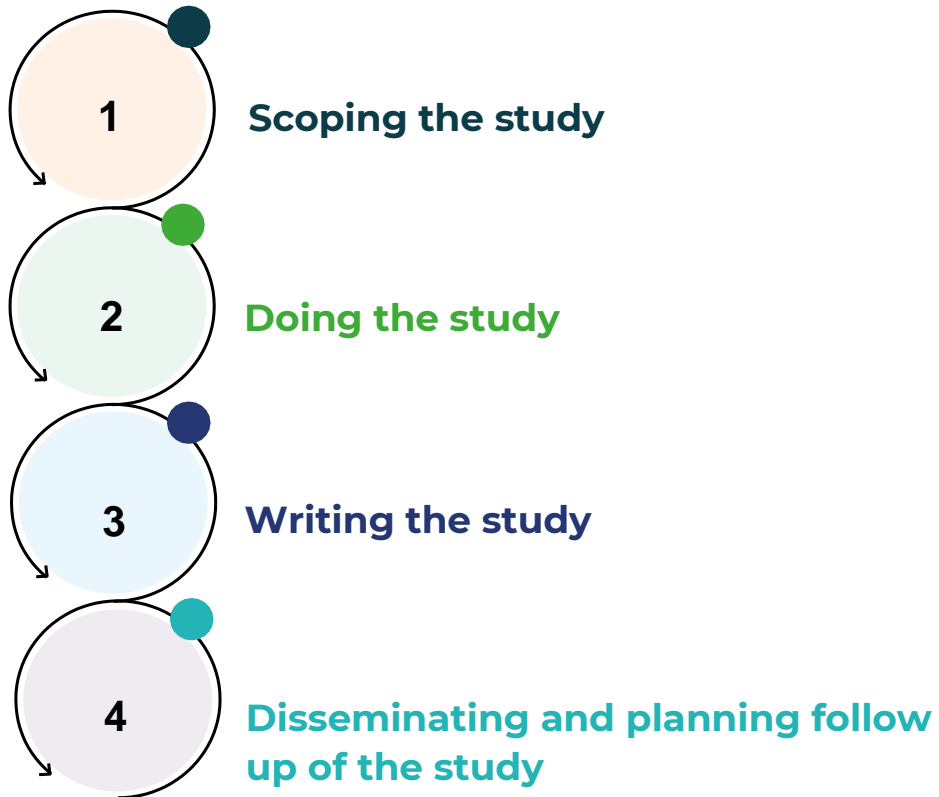 1
Scoping the study
2
Doing the study
3
Writing the study
4
Disseminating and planning follow
up of the study